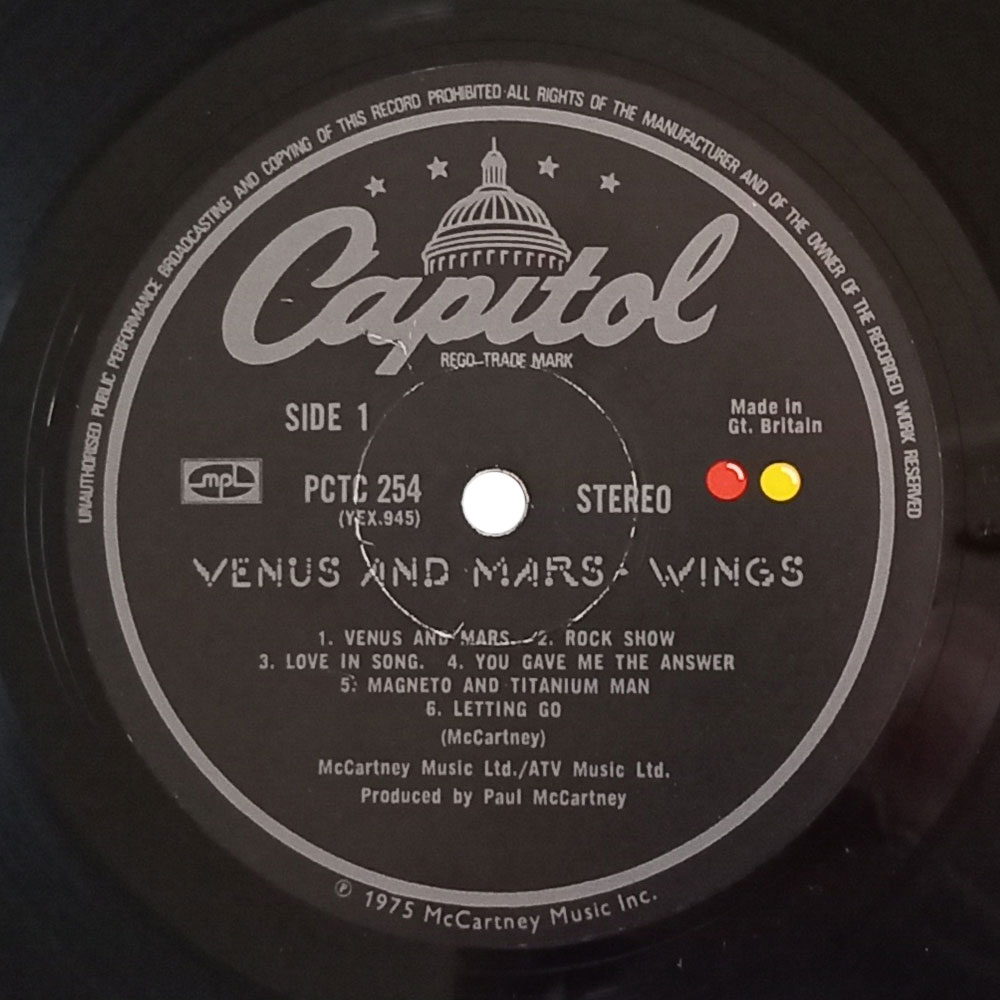 UNAUTHORISED PUBLIC PERFORMANCE BROADCASTING AND COPYING OF THIS RECORD PROHIBITED·ALL RIGHTS OF THE MANUFACTURER AND OF THE OWNER OF THE RECORDED WORK RESERVED
Capitol
REGD–TRADE MARK
SIDE 1
Made in
Gt. Britain
mpl
PCTC 254
STEREO
(YEX.945)
VENUS AND MARS · WINGS
1. VENUS AND MARS. 2. ROCK SHOW
3. LOVE IN SONG. 4. YOU GAVE ME THE ANSWER
5. MAGNETO AND TITANIUM MAN
6. LETTING GO
(McCartney)
McCartney Music Ltd./ATV Music Ltd.
Produced by Paul McCartney
℗ 1975 McCartney Music Inc.